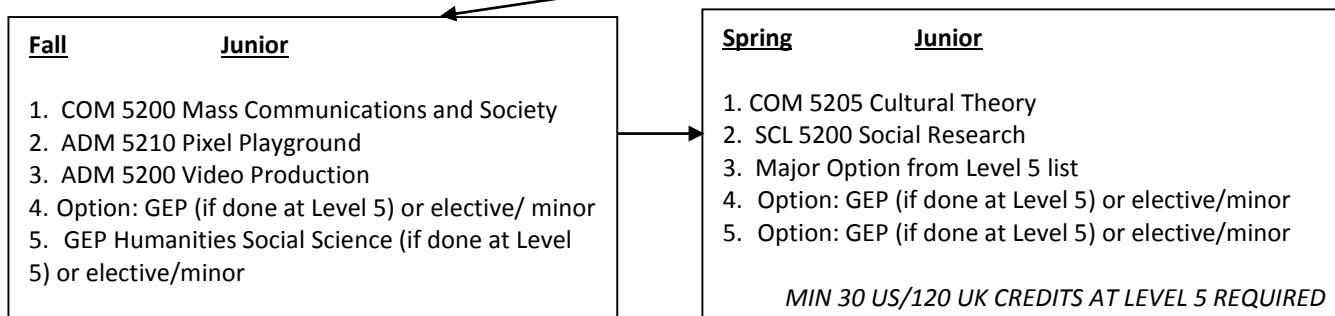 Fall Junior
1. COM 5200 Mass Communications and Society
2. ADM 5210 Pixel Playground
3. ADM 5200 Video Production
4. Option: GEP (if done at Level 5) or elective/ minor
5. GEP Humanities Social Science (if done at Level
5) or elective/minor
Spring Junior
1. COM 5205 Cultural Theory
2. SCL 5200 Social Research
3. Major Option from Level 5 list
4. Option: GEP (if done at Level 5) or elective/minor
5. Option: GEP (if done at Level 5) or elective/minor
MIN 30 US/120 UK CREDITS AT LEVEL 5 REQUIRED